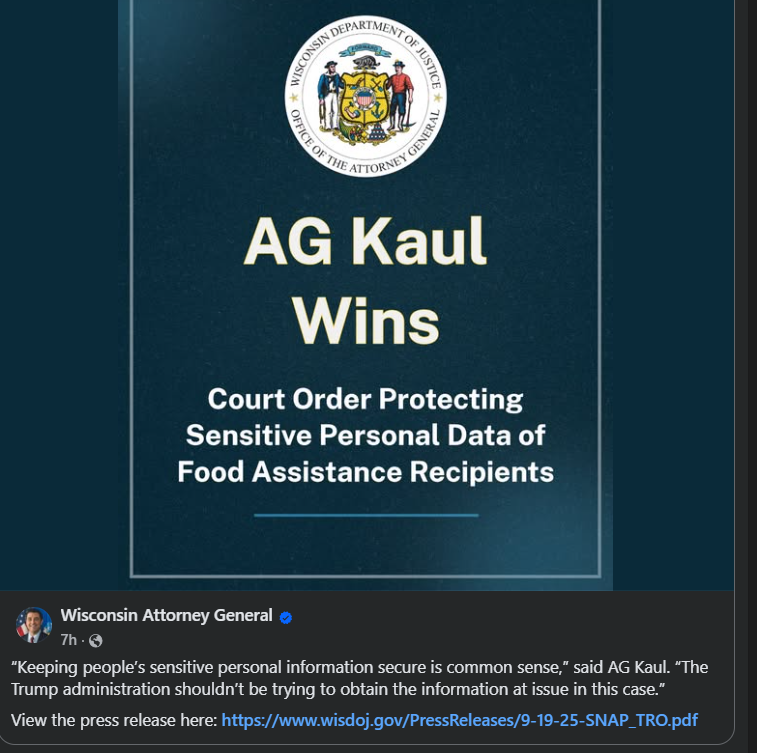 WISCONSIN DEPARTMENT OF JUSTICE
FORWARD
OFFICE OF THE ATTORNEY GENERAL
AG Kaul
Wins
Court Order Protecting
Sensitive Personal Data of
Food Assistance Recipients
Wisconsin Attorney General
7h ·
“Keeping people’s sensitive personal information secure is common sense,” said AG Kaul. “The
Trump administration shouldn’t be trying to obtain the information at issue in this case.”
View the press release here: https://www.wisdoj.gov/PressReleases/9-19-25-SNAP_TRO.pdf